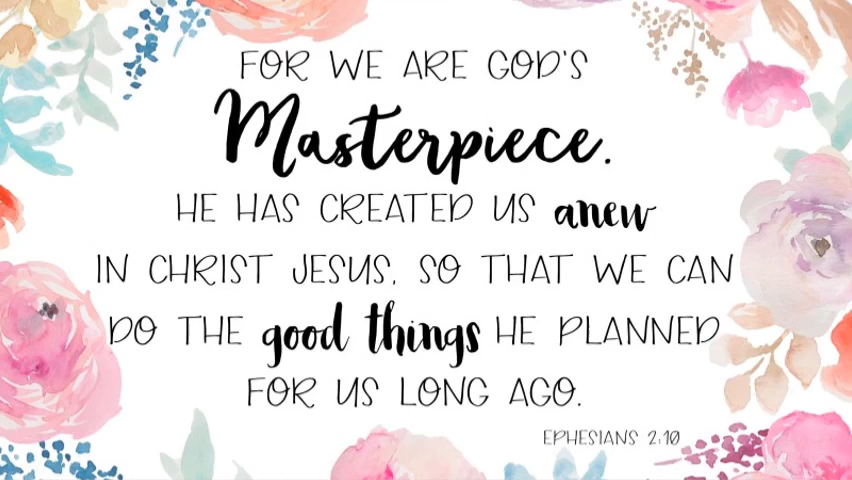 FOR WE ARE GOD'S
Masterpiece.
HE HAS CREATED US anew
IN CHRIST JESUS, SO THAT WE CAN
DO THE good things HE PLANNED
FOR US LONG AGO.
EPHESIANS 2:10